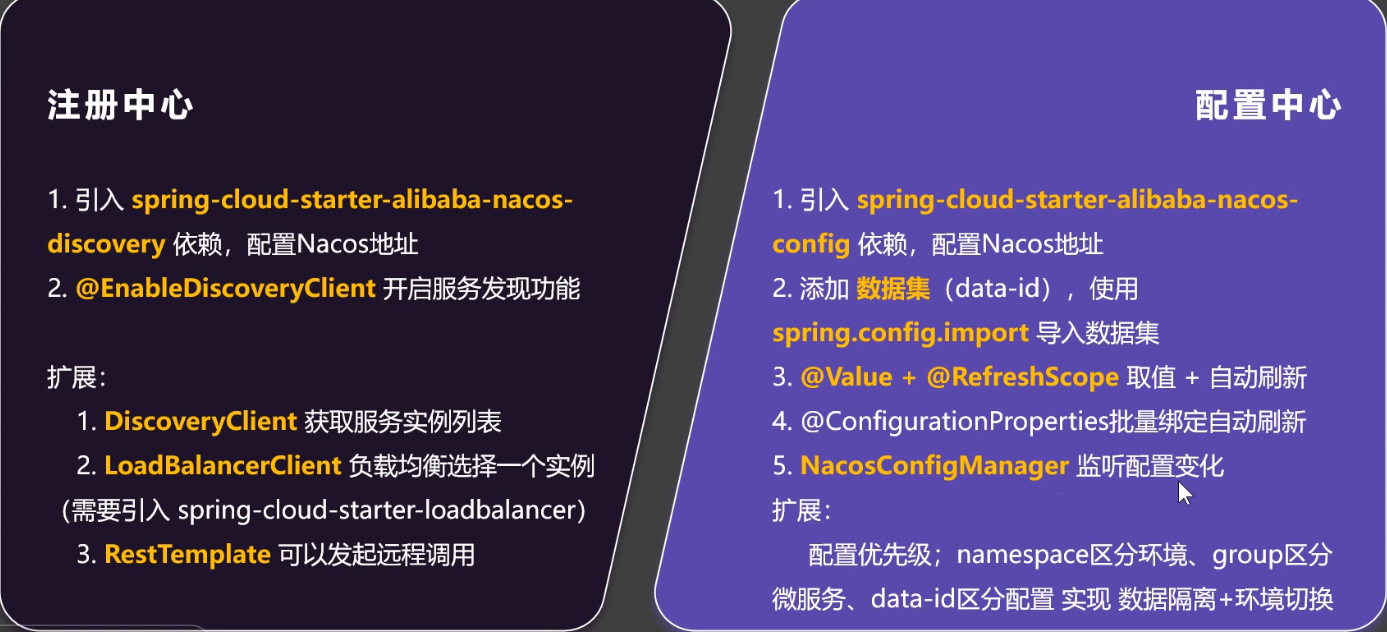 注册中心
1. 引入 spring-cloud-starter-alibaba-nacos-
discovery 依赖，配置Nacos地址
2. @EnableDiscoveryClient 开启服务发现功能
扩展：
1. DiscoveryClient 获取服务实例列表
2. LoadBalancerClient 负载均衡选择一个实例
（需要引入 spring-cloud-starter-loadbalancer）
3. RestTemplate 可以发起远程调用
配置中心
1. 引入 spring-cloud-starter-alibaba-nacos-
config 依赖，配置Nacos地址
2. 添加 数据集（data-id），使用
spring.config.import 导入数据集
3. @Value + @RefreshScope 取值 + 自动刷新
4. @ConfigurationProperties批量绑定自动刷新
5. NacosConfigManager 监听配置变化
扩展：
配置优先级；namespace区分环境、group区分
微服务、data-id区分配置 实现 数据隔离+环境切换